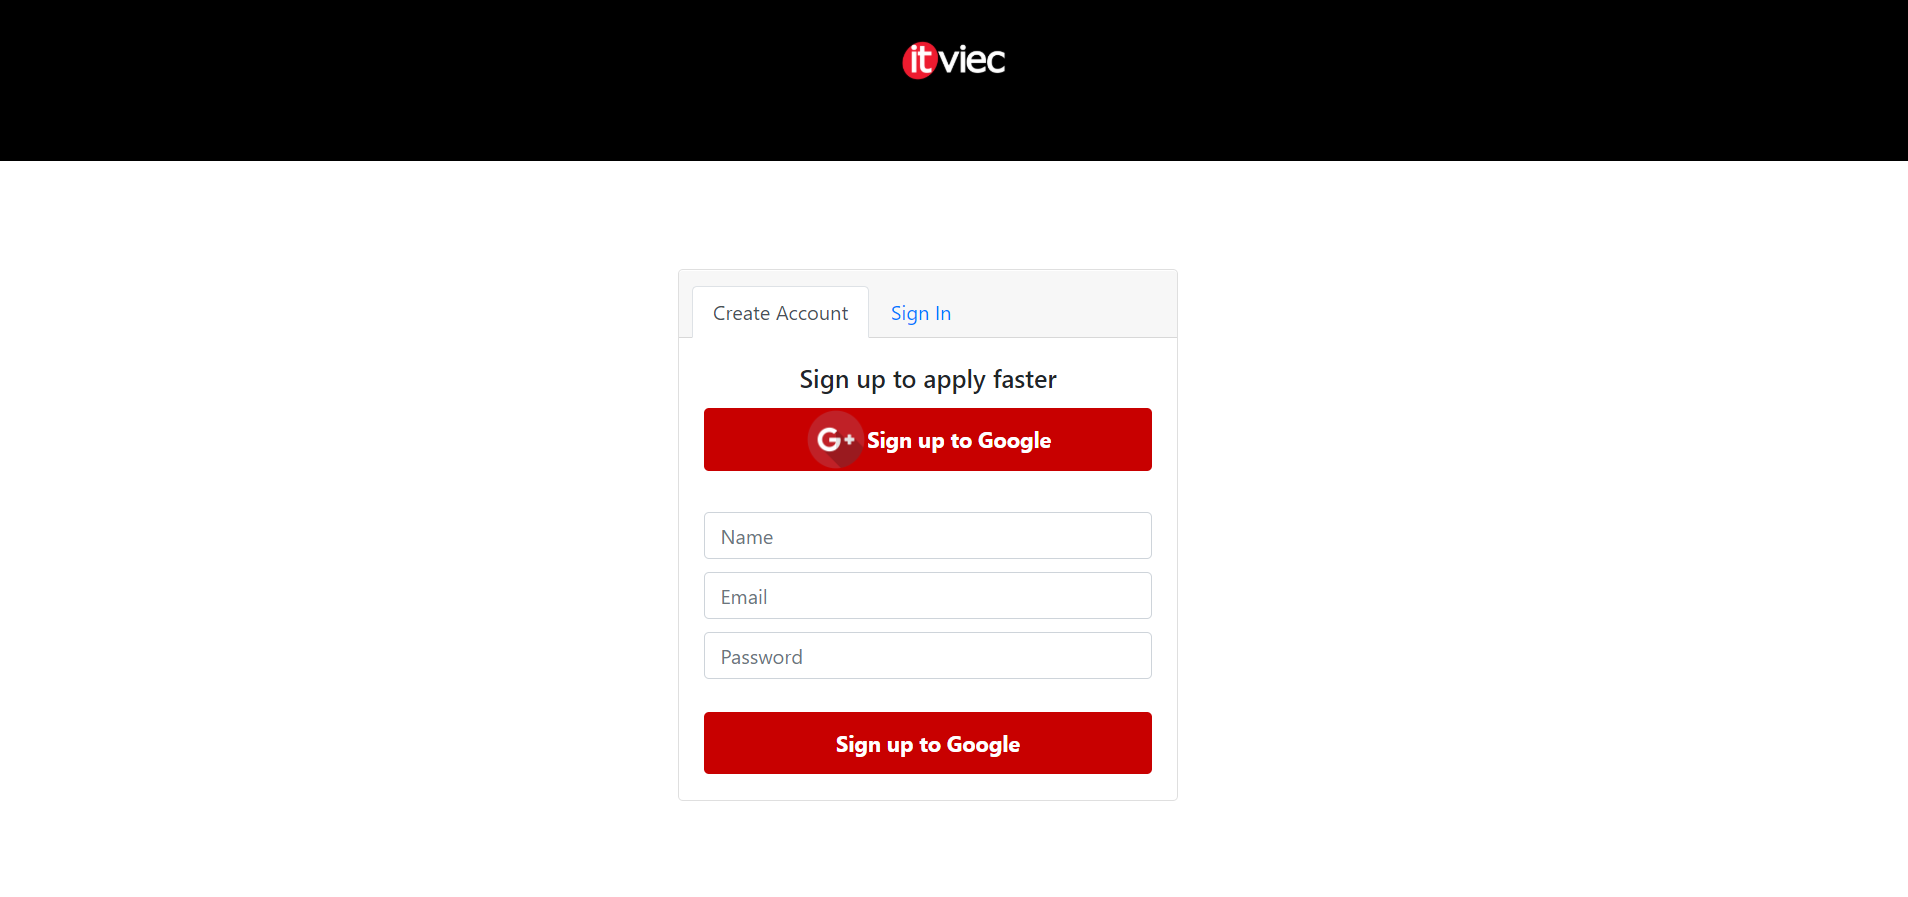 itviec
Create Account Sign In
Sign up to apply faster
G+ Sign up to Google
Name
Email
Password
Sign up to Google